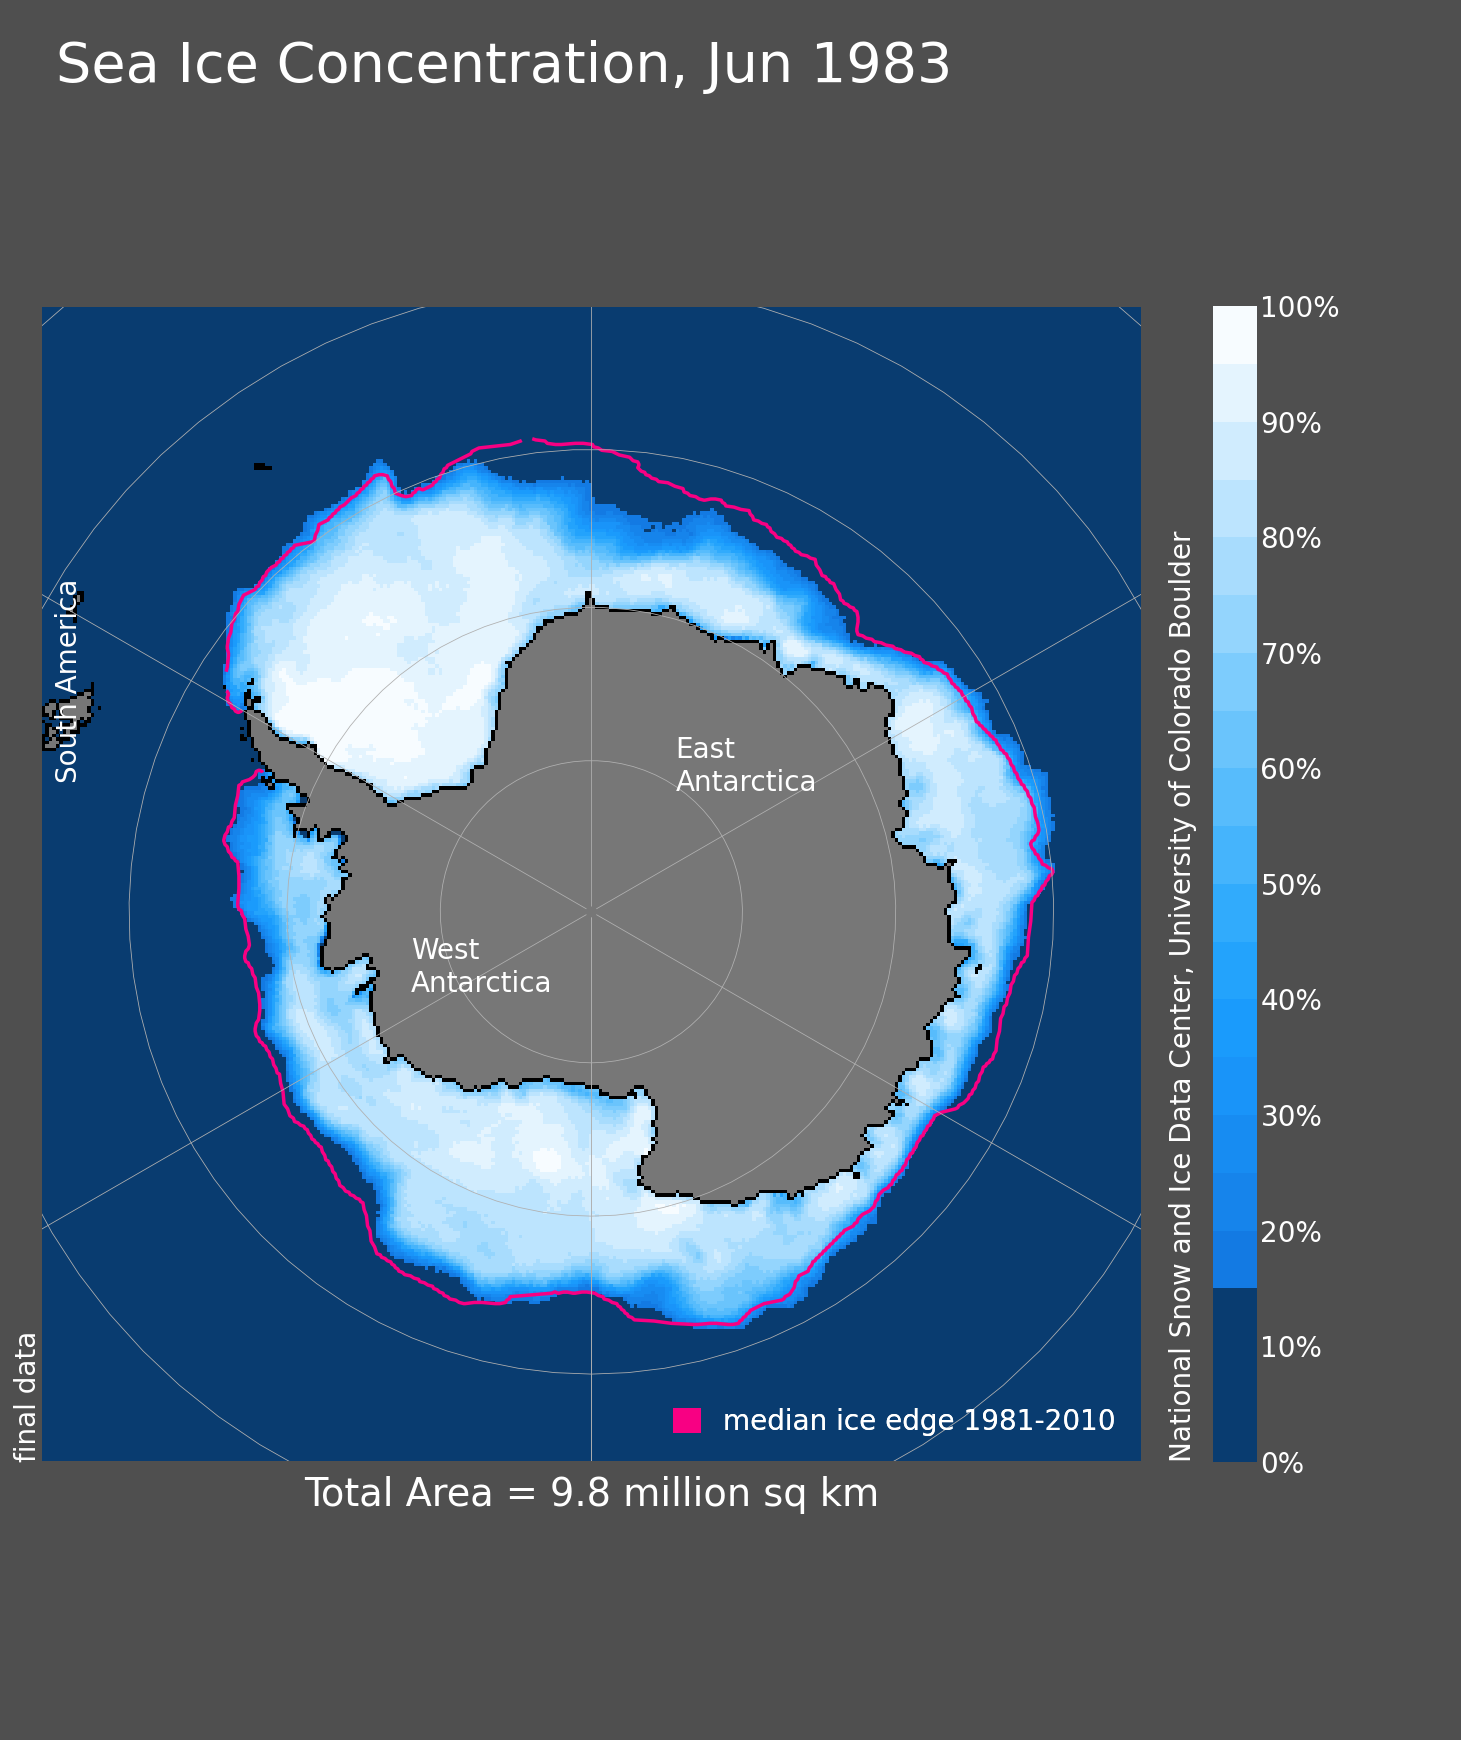 Sea Ice Concentration, Jun 1983
South America
East
Antarctica
West
Antarctica
median ice edge 1981-2010
final data
Total Area = 9.8 million sq km
National Snow and Ice Data Center, University of Colorado Boulder
100%
90%
80%
70%
60%
50%
40%
30%
20%
10%
0%